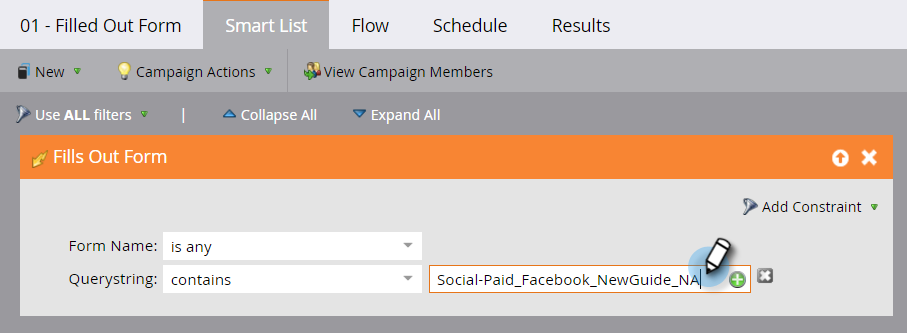 01 - Filled Out Form Smart List Flow Schedule Results
New Campaign Actions View Campaign Members
Use ALL filters | Collapse All Expand All
Fills Out Form
Add Constraint
Form Name: is any
Querystring: contains Social-Paid_Facebook_NewGuide_NA